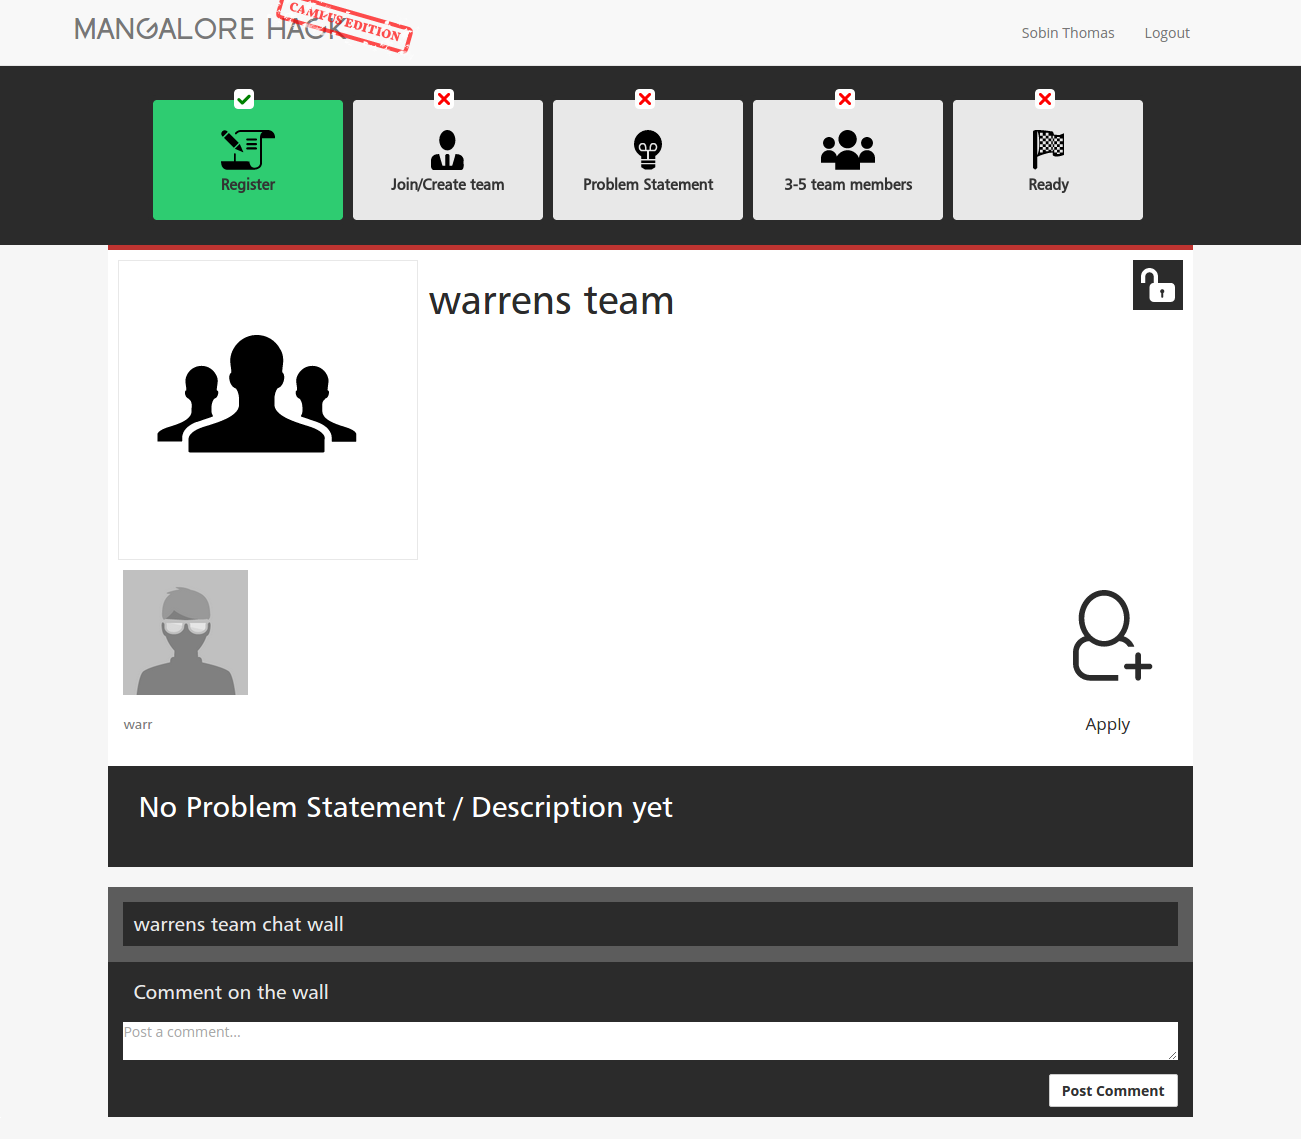 MANGALORE HACK
CAMPUS EDITION
Sobin Thomas
Logout
Register
Join/Create team
Problem Statement
3-5 team members
Ready
warrens team
warr
Apply
No Problem Statement / Description yet
warrens team chat wall
Comment on the wall
Post a comment...
Post Comment